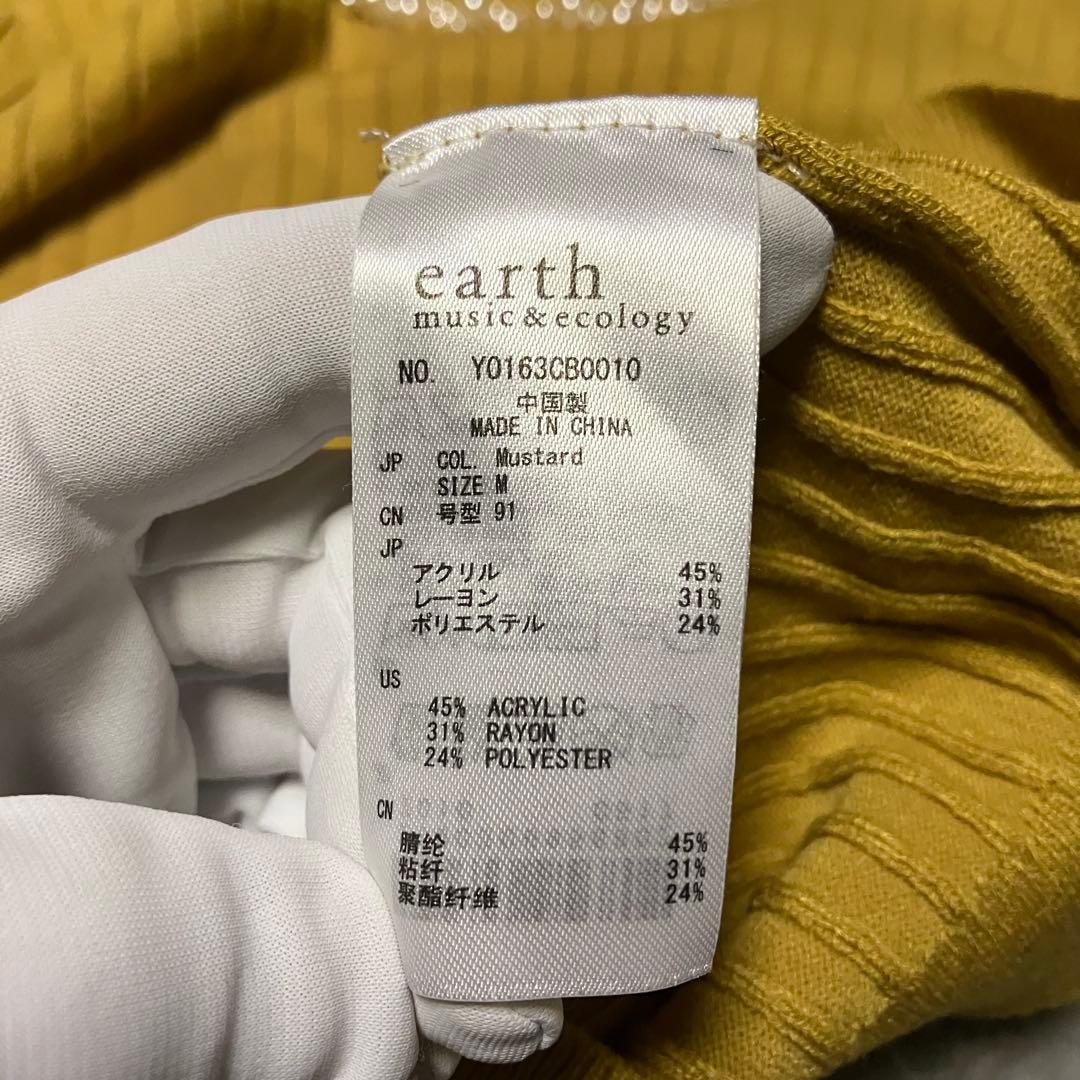 earth
music & ecology
NO. Y0163CB0010
中国製
MADE IN CHINA
JP COL. Mustard
SIZE M
CN 号型 91
JP
アクリル 45%
レーヨン 31%
ポリエステル 24%
US
45% ACRYLIC
31% RAYON
24% POLYESTER
CN
腈纶 45%
粘纤 31%
聚酯纤维 24%